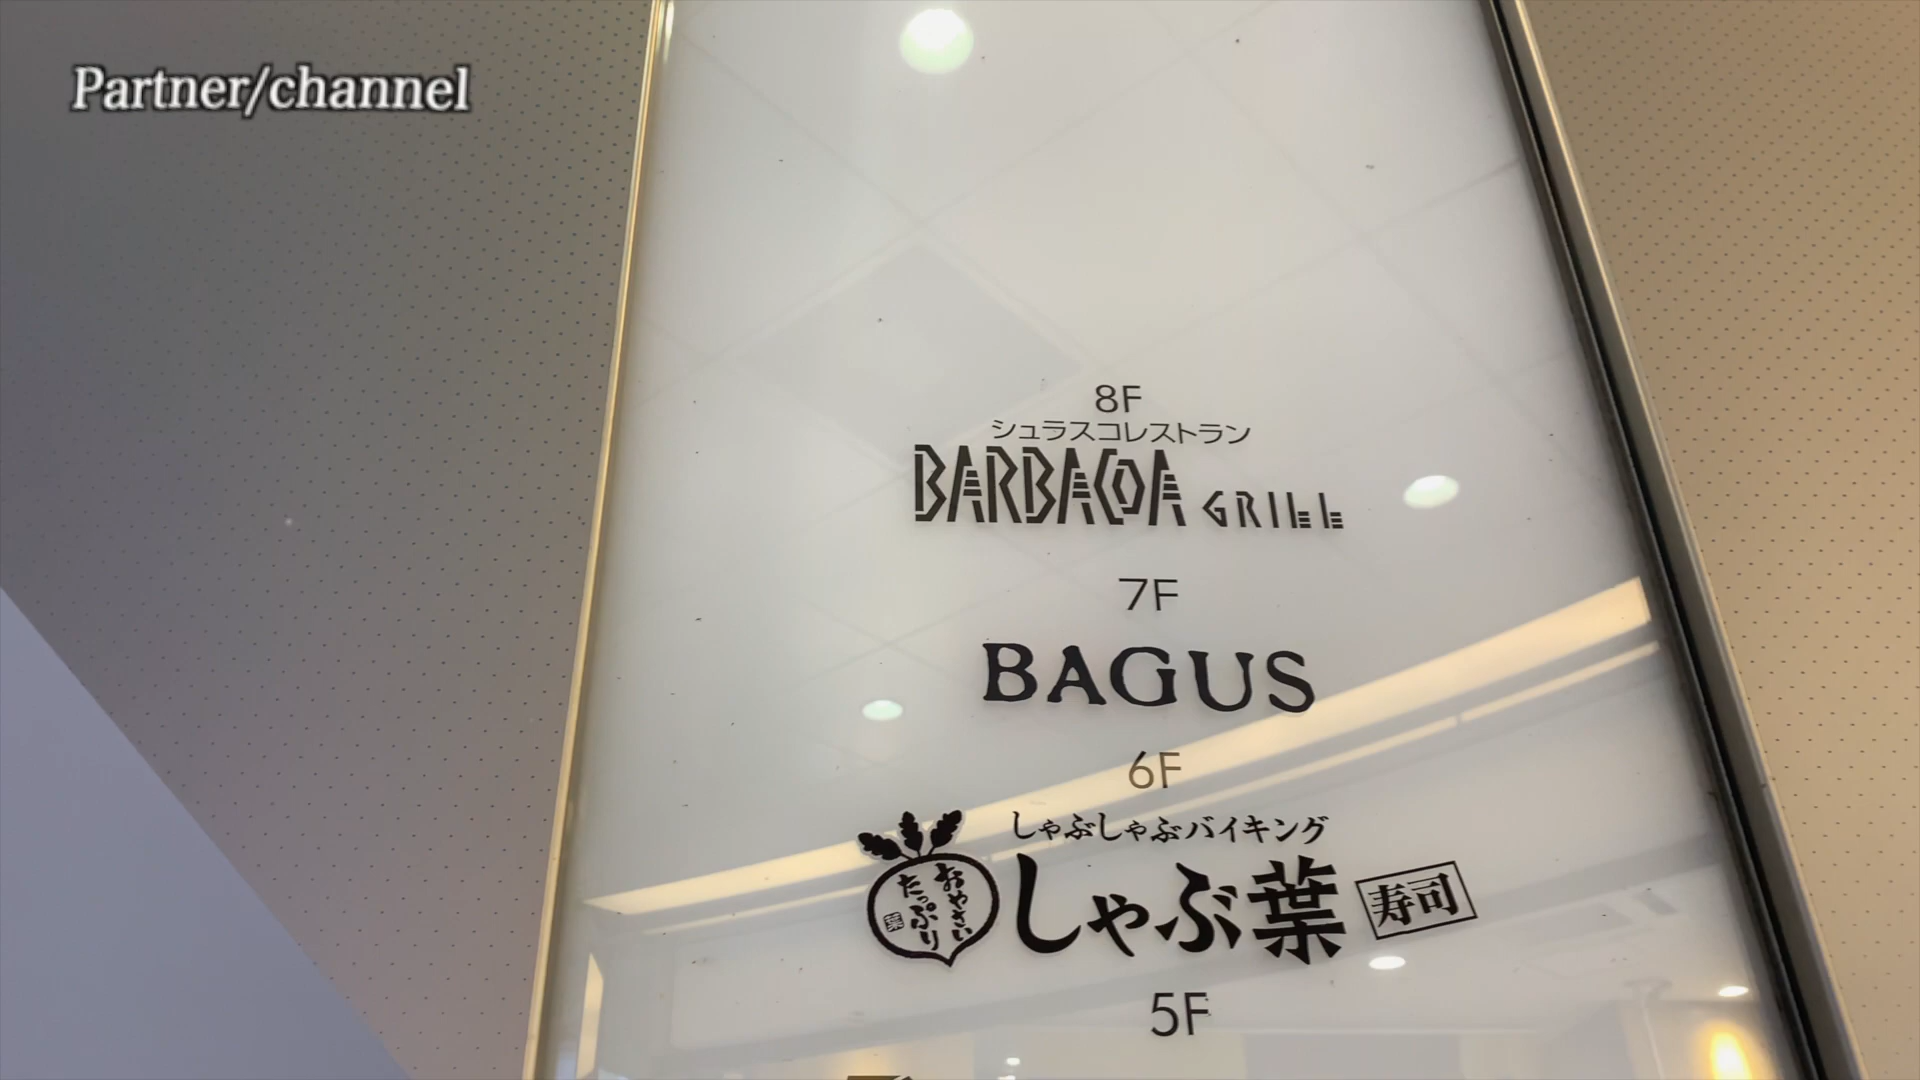 Partner/channel
8F
シュラスコレストラン
BARBACOA GRILL
7F
BAGUS
6F
しゃぶしゃぶバイキング
おやさい
たっぷり
葉
しゃぶ葉 寿司
5F